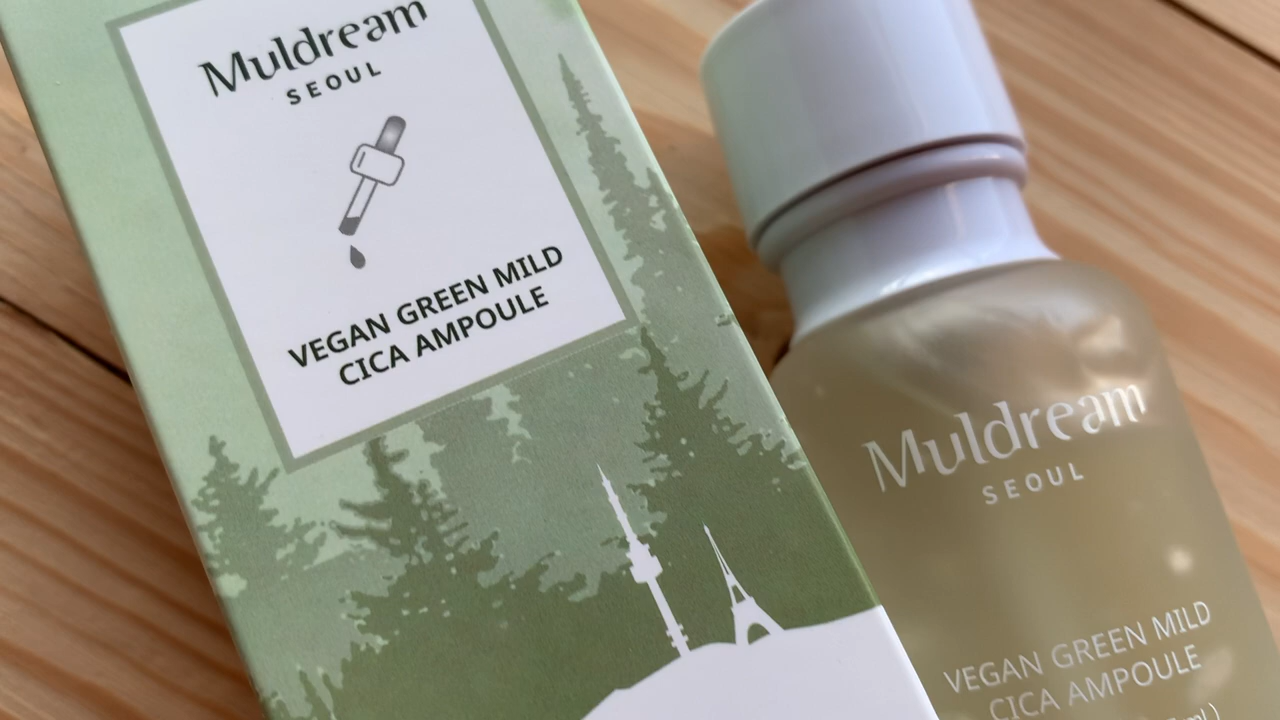 Muldream
SEOUL
VEGAN GREEN MILD
CICA AMPOULE
Muldream
SEOUL
VEGAN GREEN MILD
CICA AMPOULE